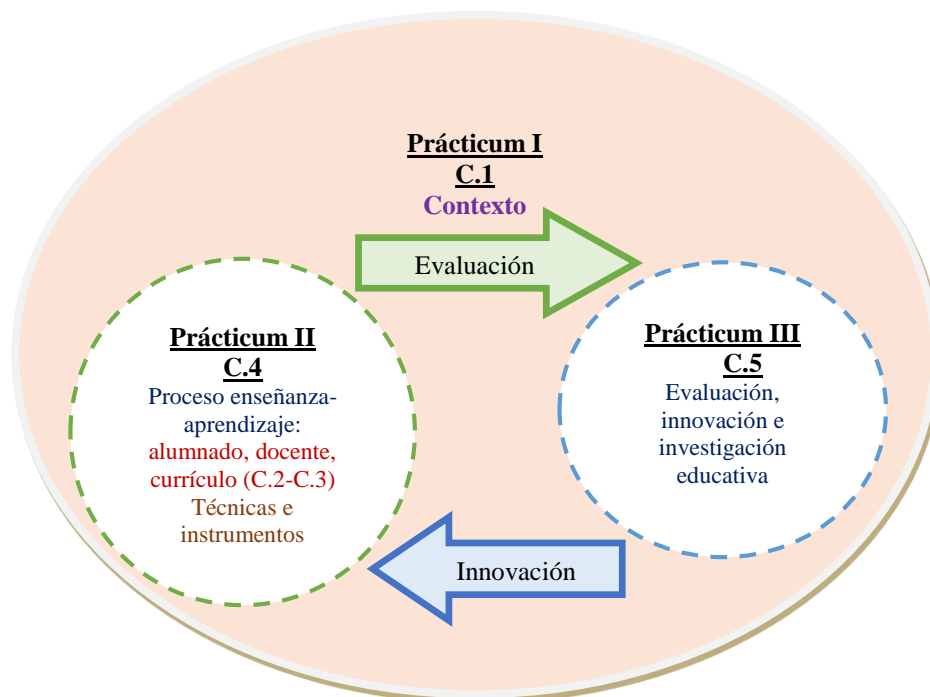 Prácticum I
C.1
Contexto
Evaluación
Prácticum II
C.4
Proceso enseñanza-
aprendizaje:
alumnado, docente,
currículo (C.2-C.3)
Técnicas e
instrumentos
Prácticum III
C.5
Evaluación,
innovación e
investigación
educativa
Innovación